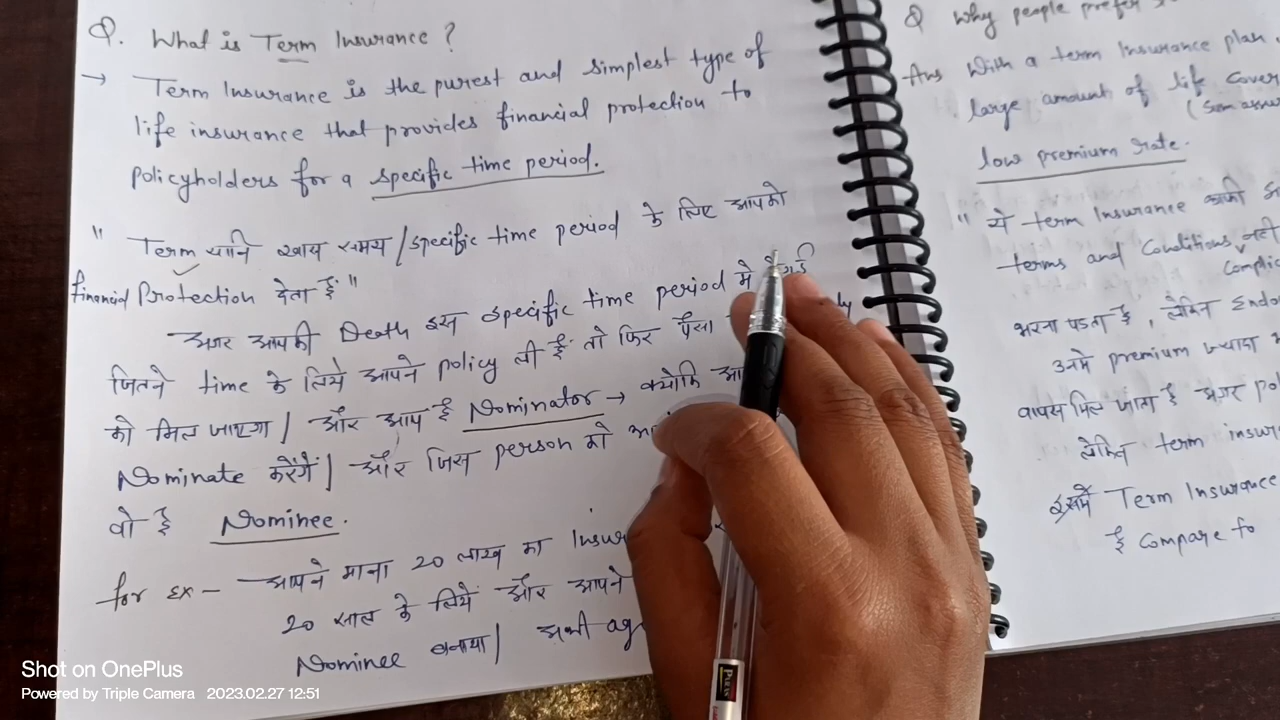 Q. What is Term Insurance ?
→ Term Insurance is the purest and simplest type of
life insurance that provides financial protection to
policyholders for a specific time period.
" Term यानि खास समय / specific time period के लिए आपको
financial Protection देता है "
अगर आपकी Death इस specific time period मे
जितने time के लिये आपने policy ली हैं तो फिर पैसा
को मिल जाएगा | और आप है Nominator → क्योकि
Nominate करेंगें | और जिस person को
वो है Nominee.
for Ex - आपने माना 20 लाख का
20 साल के लिये और आपने
Nominee बनाया | अभी
Q Why people prefer
Ans With a term Insurance plan,
large amount of life cover
(Sum
low premium rate.
" ये term Insurance काफी
terms and Conditions नही
भरना पडता है , लेकिन
उनमे premium ज्यादा
वापस मिल जाता है अगर
लेकिन term
Term Insurance
है Compare to
PARAS
Shot on OnePlus
Powered by Triple Camera 2023.02.27 12:51